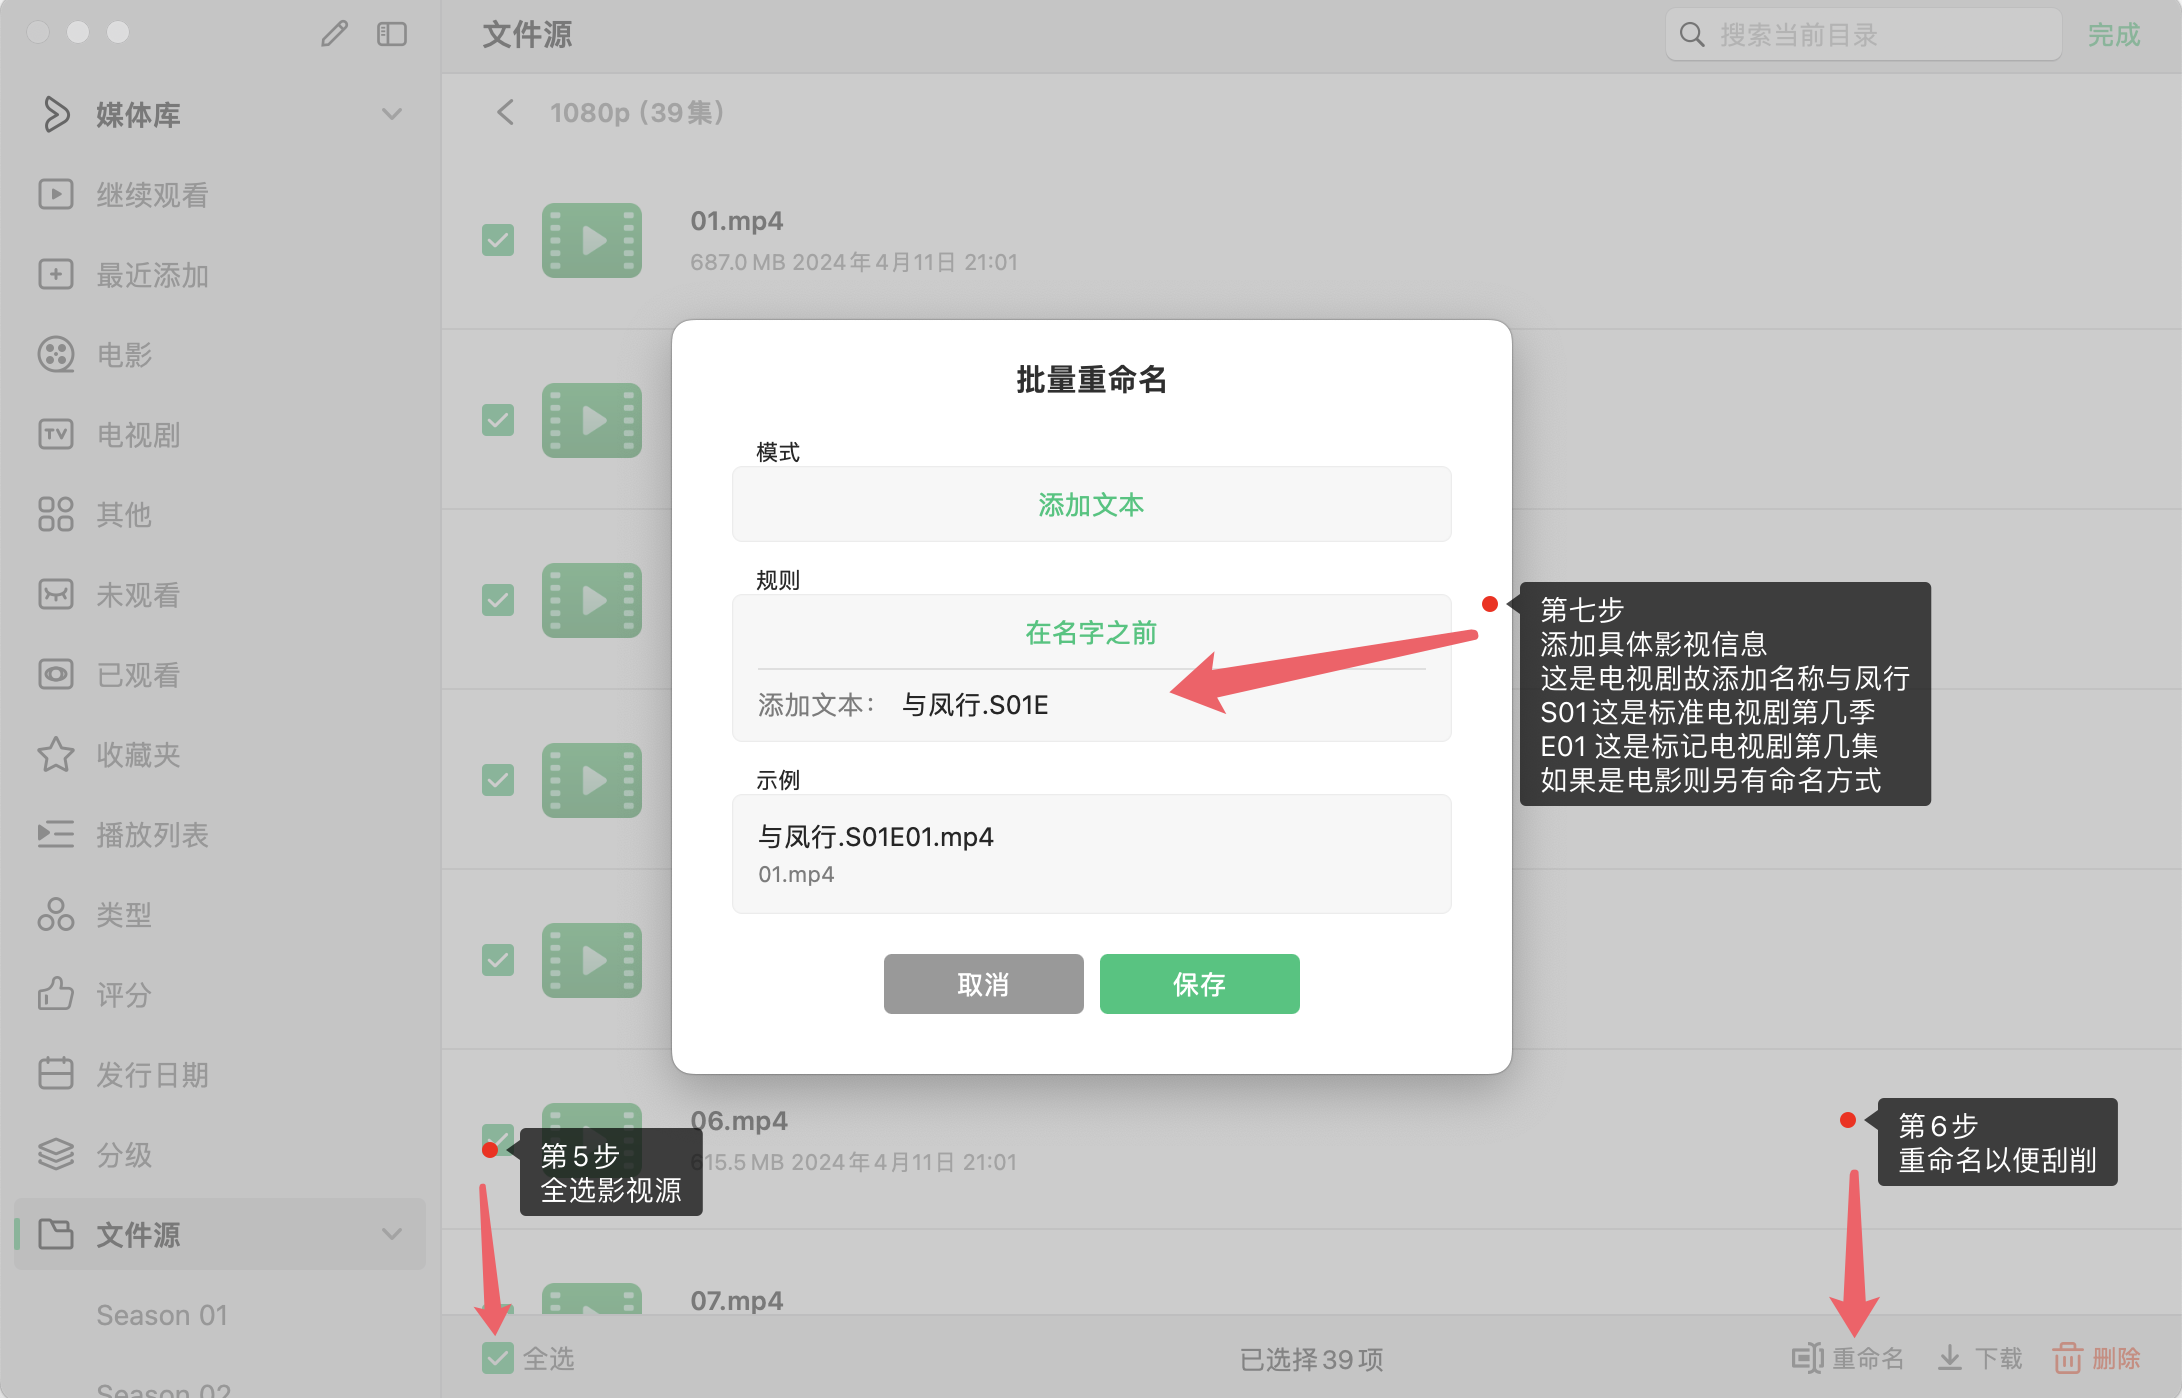 文件源
搜索当前目录
完成
媒体库
继续观看
最近添加
电影
电视剧
其他
未观看
已观看
收藏夹
播放列表
类型
评分
发行日期
分级
文件源
Season 01
Season 02
1080p（39集）
01.mp4
687.0 MB 2024年4月11日 21:01
批量重命名
模式
添加文本
规则
在名字之前
添加文本： 与凤行.S01E
示例
与凤行.S01E01.mp4
01.mp4
取消
保存
第七步
添加具体影视信息
这是电视剧故添加名称与凤行
S01这是标准电视剧第几季
E01 这是标记电视剧第几集
如果是电影则另有命名方式
06.mp4
615.5 MB 2024年4月11日 21:01
第5步
全选影视源
第6步
重命名以便刮削
07.mp4
全选
已选择39项
重命名
下载
删除
TV